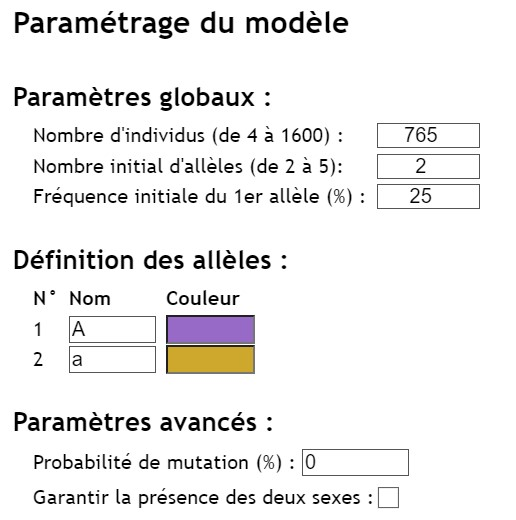 Paramétrage du modèle
Paramètres globaux :
Nombre d'individus (de 4 à 1600) : 765
Nombre initial d'allèles (de 2 à 5): 2
Fréquence initiale du 1er allèle (%) : 25
Définition des allèles :
N° Nom Couleur
1 A
2 a
Paramètres avancés :
Probabilité de mutation (%) : 0
Garantir la présence des deux sexes :